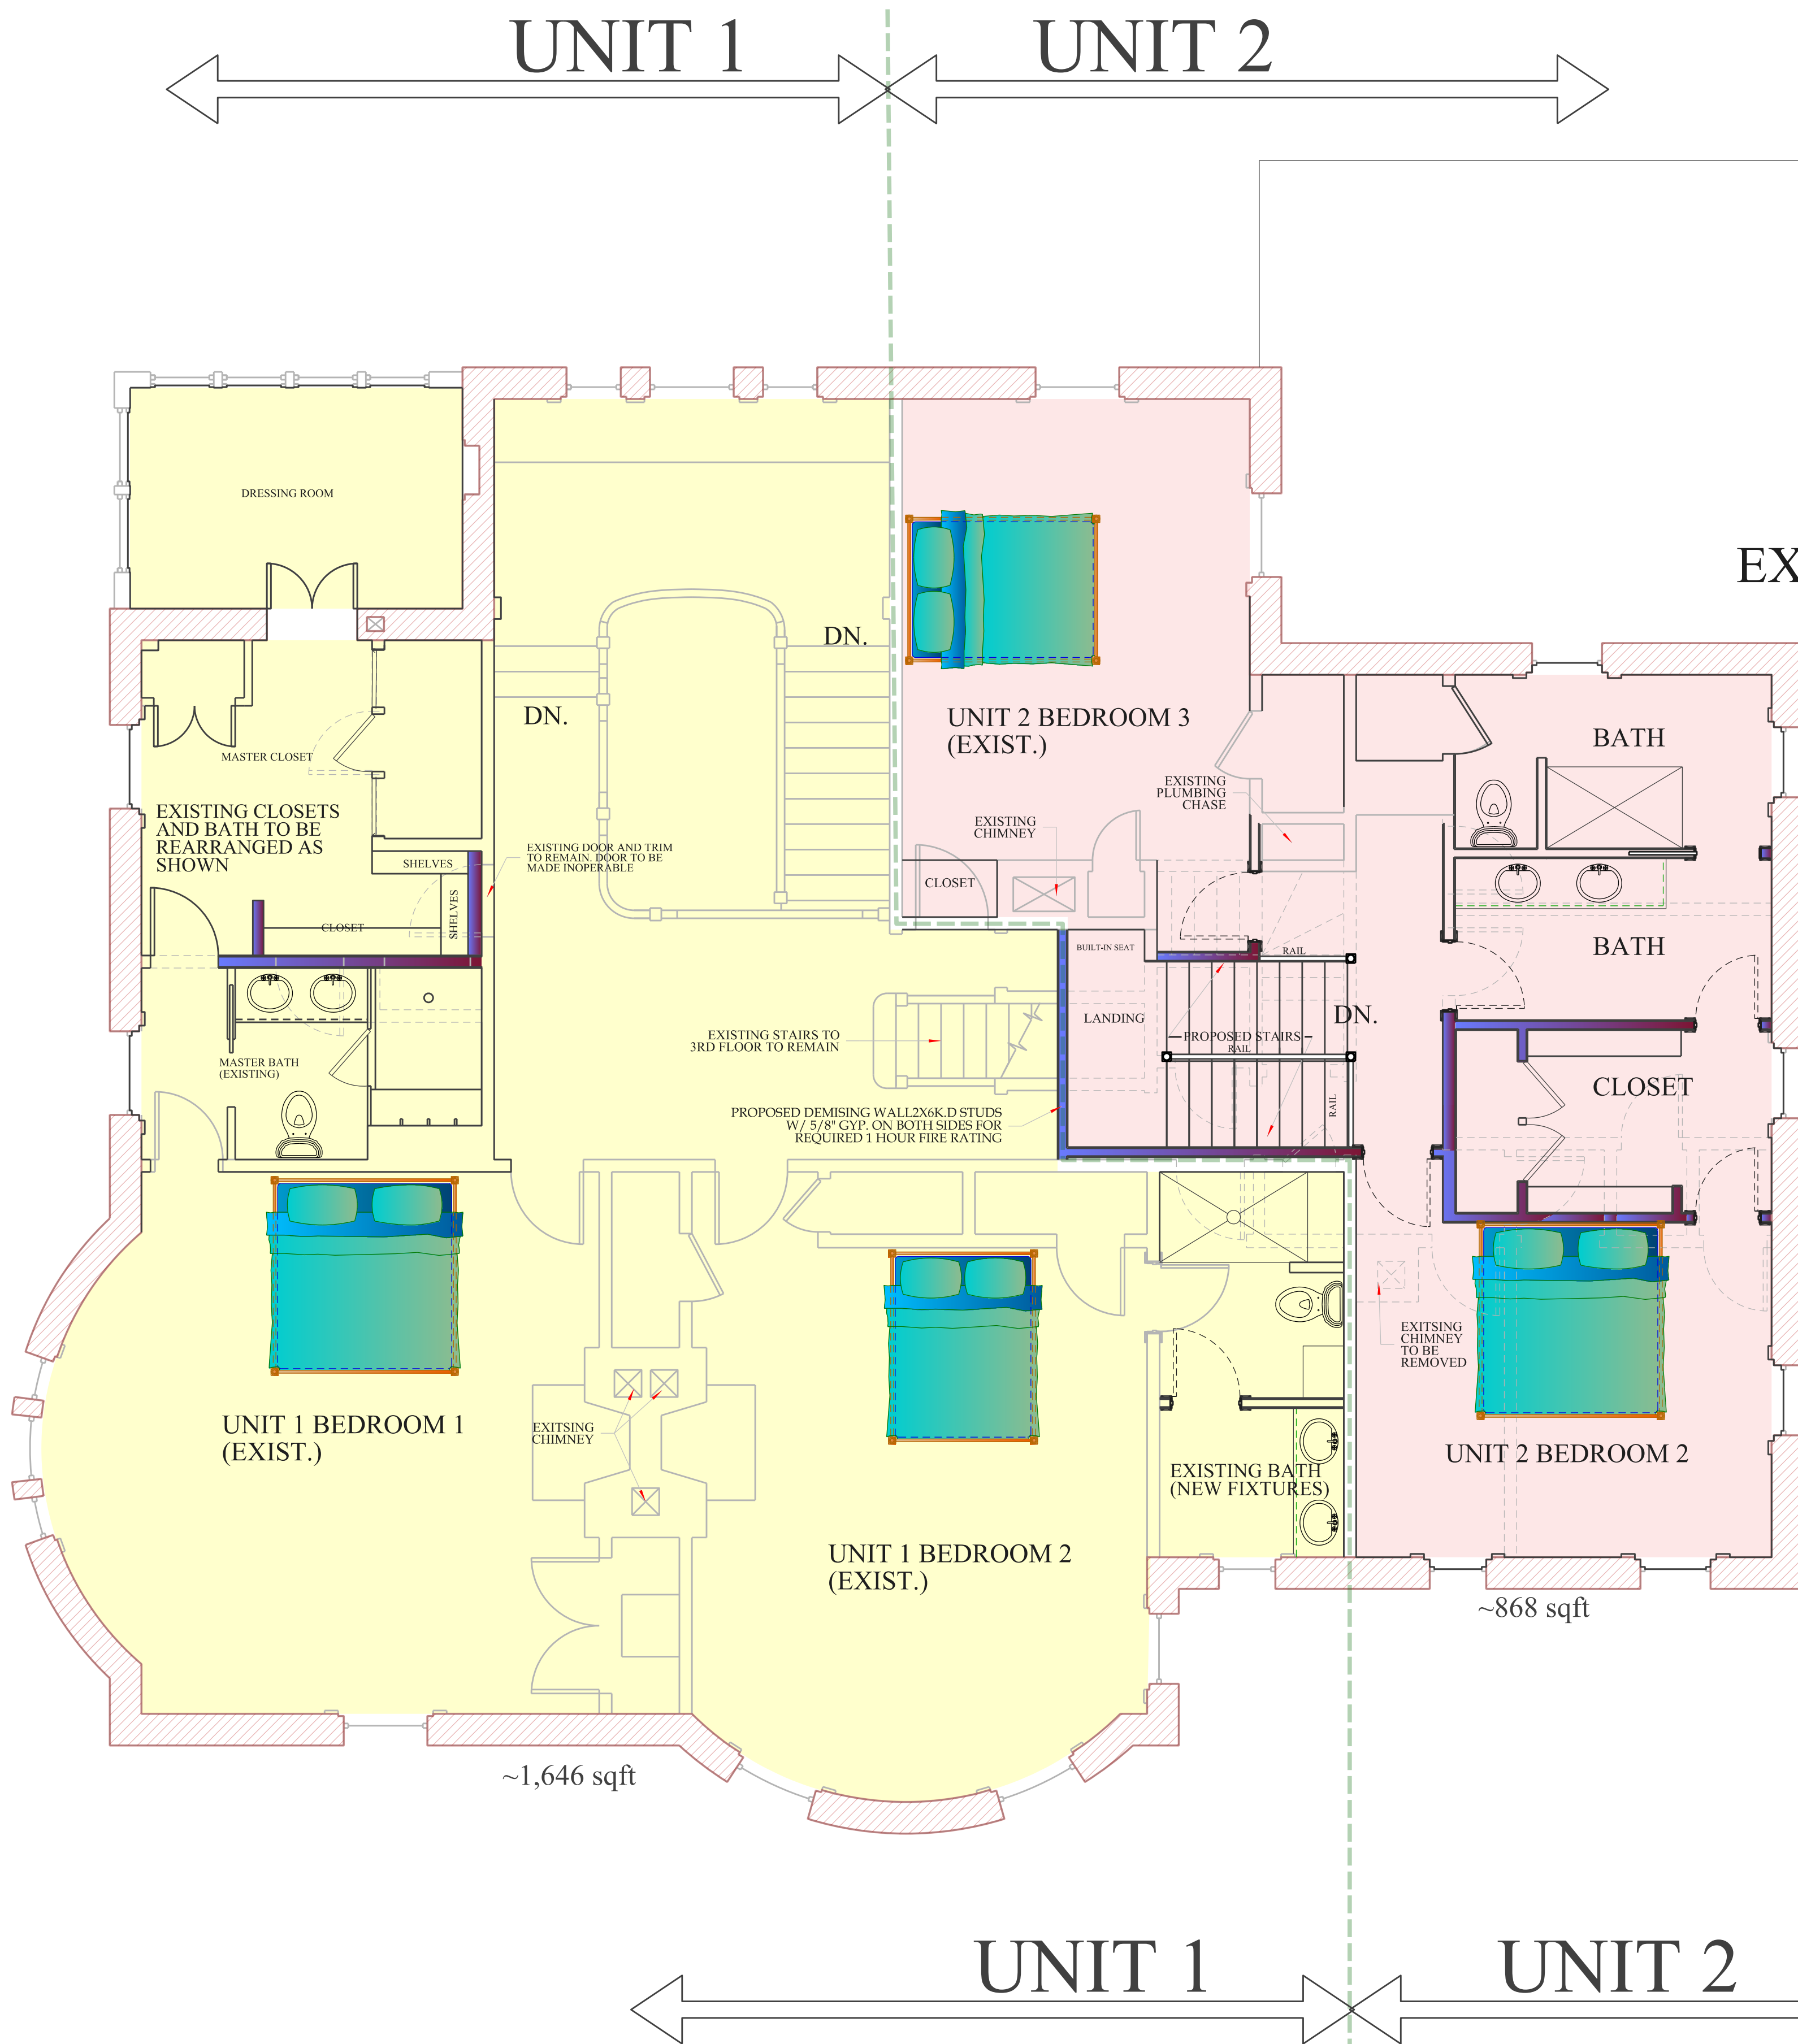 UNIT 1
UNIT 2
DRESSING ROOM
EX
DN.
DN.
UNIT 2 BEDROOM 3
(EXIST.)
BATH
MASTER CLOSET
EXISTING
PLUMBING
CHASE
EXISTING CLOSETS
AND BATH TO BE
REARRANGED AS
SHOWN
EXISTING
CHIMNEY
EXISTING DOOR AND TRIM
TO REMAIN. DOOR TO BE
MADE INOPERABLE
SHELVES
SHELVES
CLOSET
CLOSET
BUILT-IN SEAT
RAIL
BATH
LANDING
DN.
EXISTING STAIRS TO
3RD FLOOR TO REMAIN
PROPOSED STAIRS
RAIL
MASTER BATH
(EXISTING)
CLOSET
PROPOSED DEMISING WALL2X6K.D STUDS
W/ 5/8" GYP. ON BOTH SIDES FOR
REQUIRED 1 HOUR FIRE RATING
RAIL
EXITSING
CHIMNEY
TO BE
REMOVED
UNIT 1 BEDROOM 1
(EXIST.)
EXITSING
CHIMNEY
UNIT 2 BEDROOM 2
EXISTING BATH
(NEW FIXTURES)
UNIT 1 BEDROOM 2
(EXIST.)
~868 sqft
~1,646 sqft
UNIT 1
UNIT 2